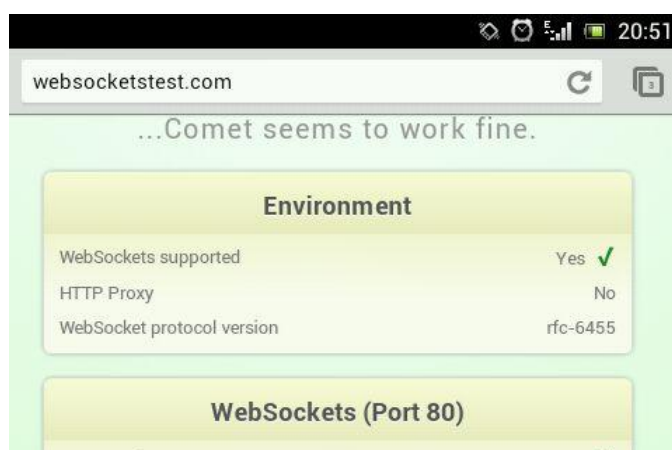 E 20:51
websocketstest.com 3
...Comet seems to work fine.
Environment
WebSockets supported Yes ✓
HTTP Proxy No
WebSocket protocol version rfc-6455
WebSockets (Port 80)